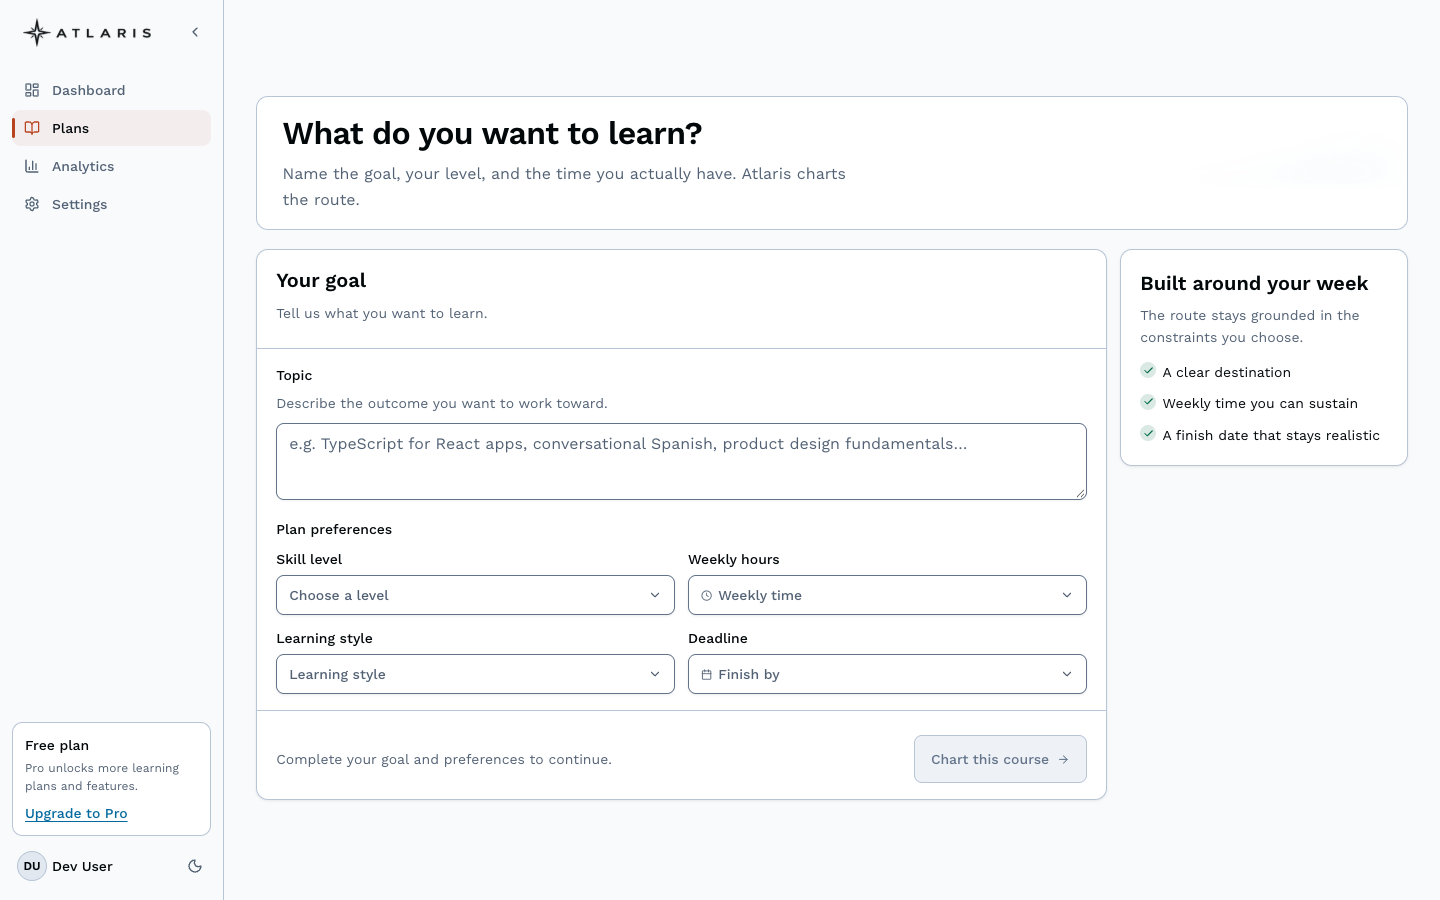 ATLARIS
Dashboard
Plans
Analytics
Settings
Free plan
Pro unlocks more learning
plans and features.
Upgrade to Pro
DU
Dev User
What do you want to learn?
Name the goal, your level, and the time you actually have. Atlaris charts
the route.
Your goal
Tell us what you want to learn.
Topic
Describe the outcome you want to work toward.
e.g. TypeScript for React apps, conversational Spanish, product design fundamentals...
Plan preferences
Skill level
Choose a level
Weekly hours
Weekly time
Learning style
Learning style
Deadline
Finish by
Complete your goal and preferences to continue.
Chart this course
Built around your week
The route stays grounded in the
constraints you choose.
A clear destination
Weekly time you can sustain
A finish date that stays realistic